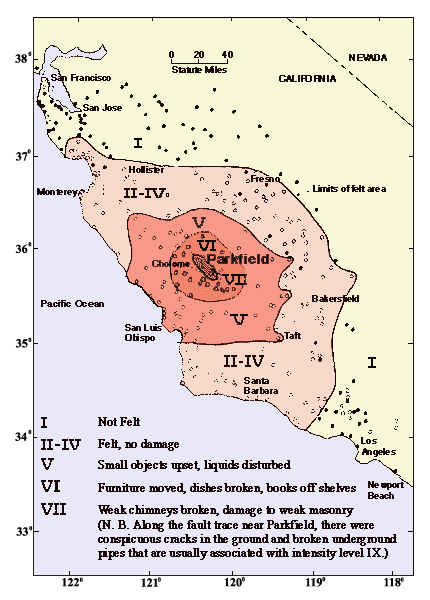 38°
NEVADA
0 20 40
Statute Miles
CALIFORNIA
San Francisco
San Jose
I
37°
Hollister
Fresno
Monterey
II-IV
Limits of felt area
V
36°
VI
Cholome
Parkfield
VII
Pacific Ocean
Bakersfield
V
San Luis
Obispo
Taft
35°
II-IV
I
Santa
Barbara
I Not Felt
II-IV Felt, no damage
34°
Los
Angeles
V Small objects upset, liquids disturbed
VI Furniture moved, dishes broken, books off shelves
Newport
Beach
VII Weak chimneys broken, damage to weak masonry
(N. B. Along the fault trace near Parkfield, there were
33°
conspicuous cracks in the ground and broken underground
pipes that are usually associated with intensity level IX.)
122° 121° 120° 119° 118°